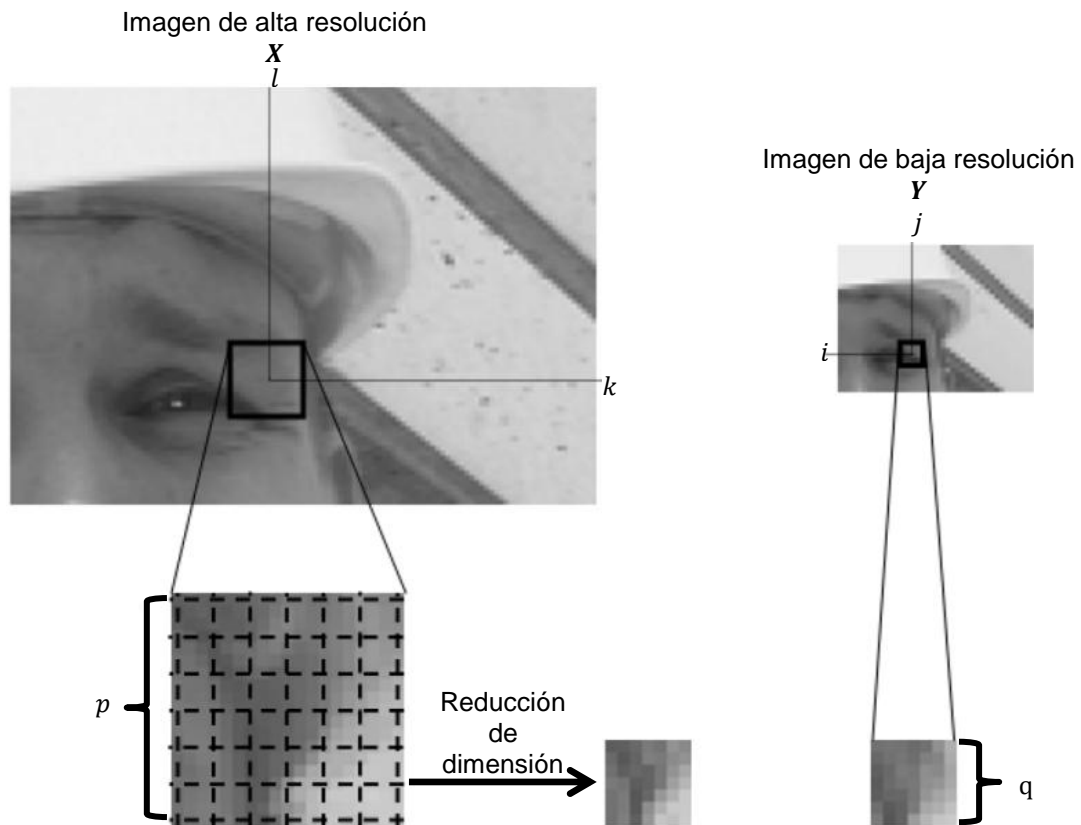 Imagen de alta resolución
X
l
k
Imagen de baja resolución
Y
j
i
p
Reducción
de
dimensión
q